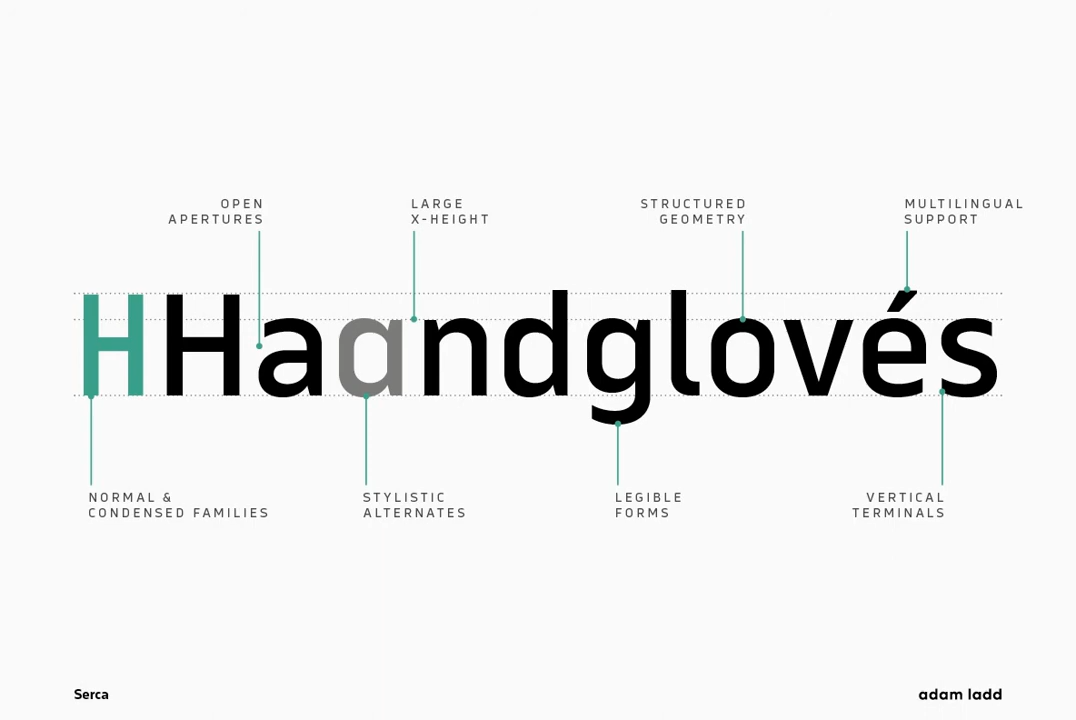 OPEN
APERTURES
LARGE
X-HEIGHT
STRUCTURED
GEOMETRY
MULTILINGUAL
SUPPORT
HHaandglovés
NORMAL &
CONDENSED FAMILIES
STYLISTIC
ALTERNATES
LEGIBLE
FORMS
VERTICAL
TERMINALS
Serca
adam ladd